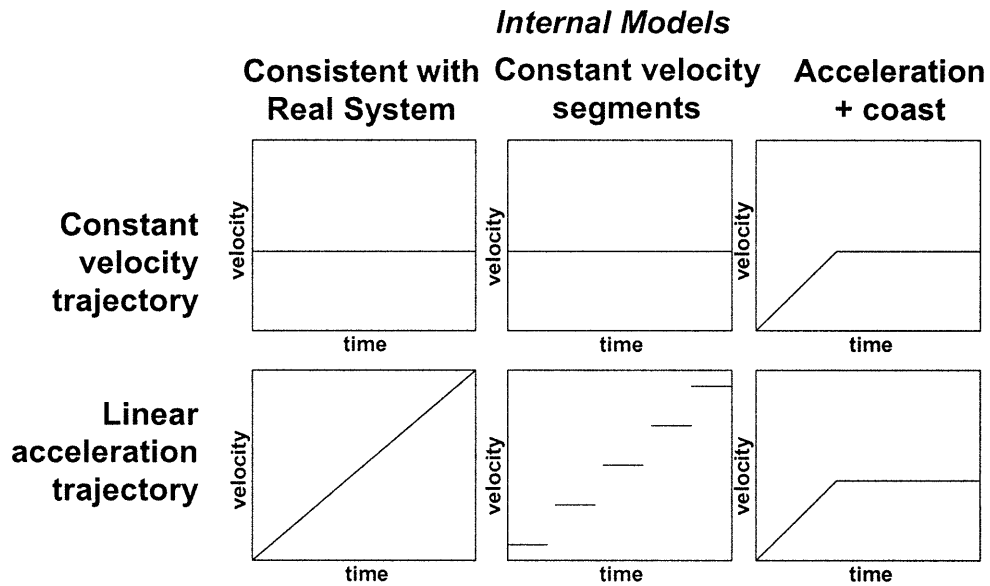 Internal Models
Consistent with
Real System
Constant velocity
segments
Acceleration
+ coast
Constant
velocity
trajectory
velocity
velocity
velocity
time
time
time
Linear
acceleration
trajectory
velocity
velocity
velocity
time
time
time